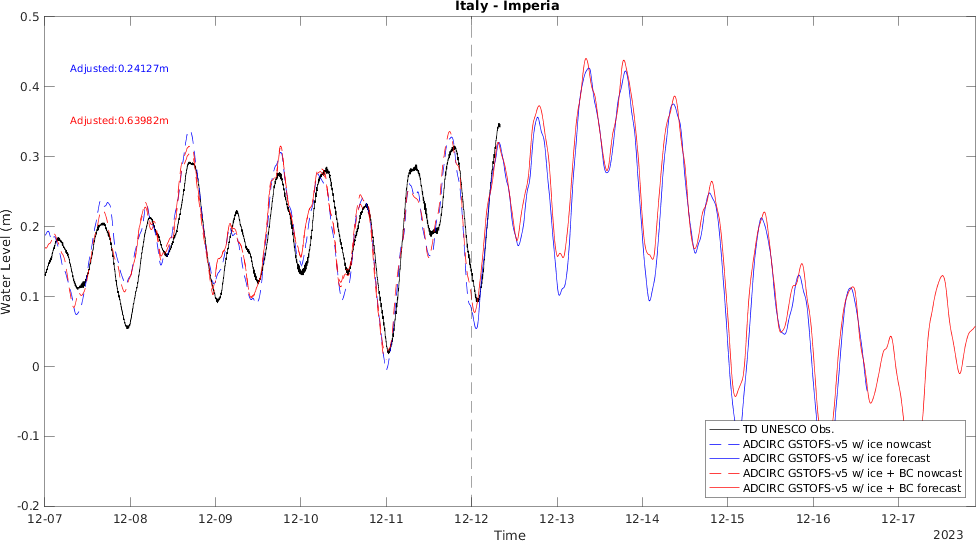 Italy - Imperia
0.5
0.4
0.3
0.2
0.1
0
-0.1
-0.2
Water Level (m)
Adjusted:0.24127m
Adjusted:0.63982m
TD UNESCO Obs.
ADCIRC GSTOFS-v5 w/ ice nowcast
ADCIRC GSTOFS-v5 w/ ice forecast
ADCIRC GSTOFS-v5 w/ ice + BC nowcast
ADCIRC GSTOFS-v5 w/ ice + BC forecast
12-07 12-08 12-09 12-10 12-11 12-12 12-13 12-14 12-15 12-16 12-17
Time
2023